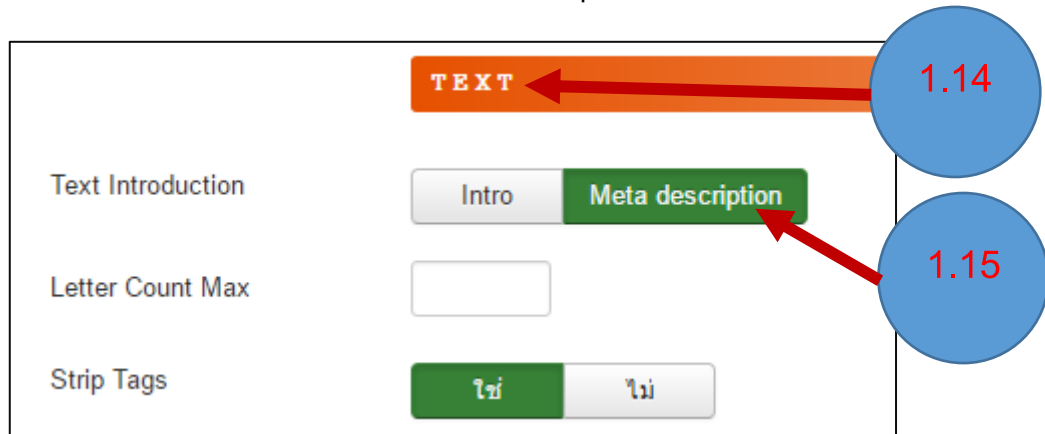 TEXT
1.14
Text Introduction
Intro
Meta description
1.15
Letter Count Max
Strip Tags
ใช่
ไม่